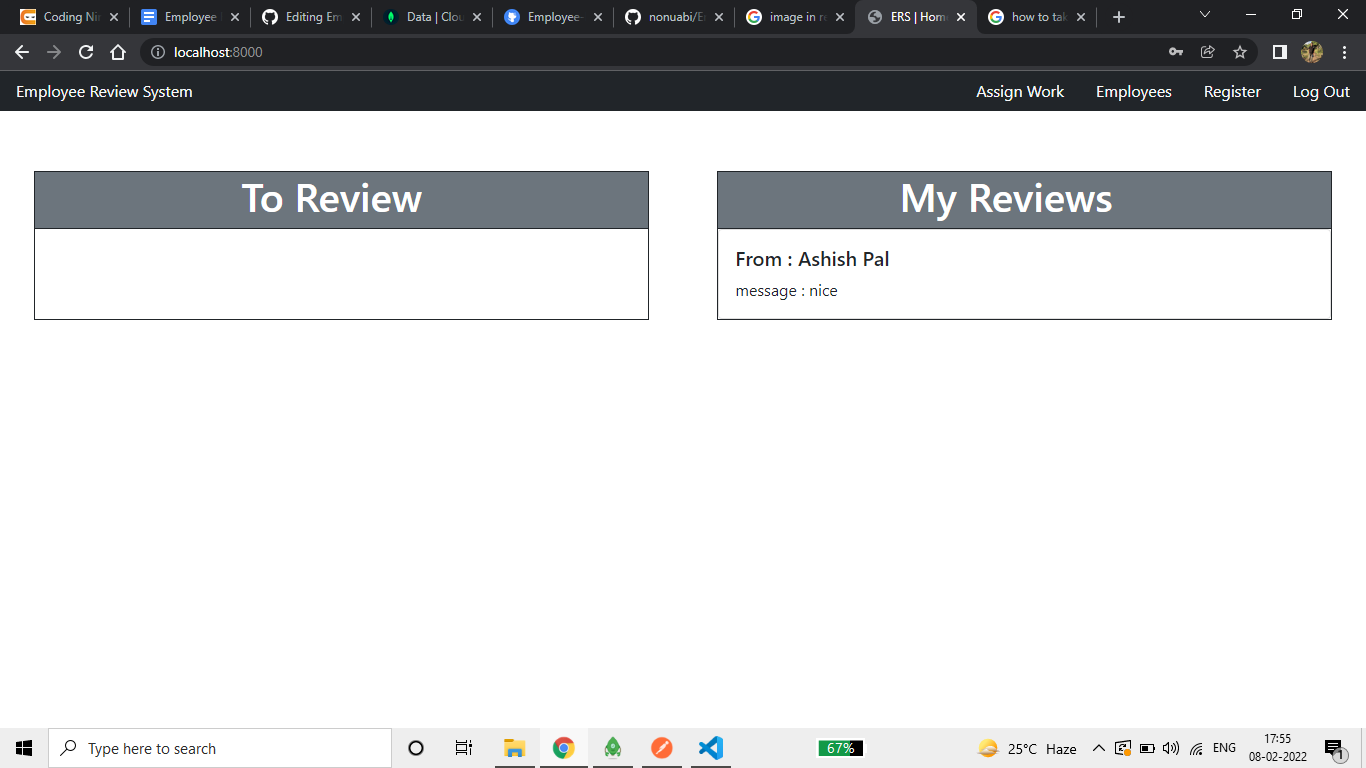 Coding Nin
Employee
Editing Em
Data | Clou
Employee-
nonuabi/E
image in r
ERS | Hom
how to tak
localhost:8000
Employee Review System
Assign Work
Employees
Register
Log Out
To Review
My Reviews
From : Ashish Pal
message : nice
Type here to search
67%
25°C Haze
ENG
17:55
08-02-2022
1